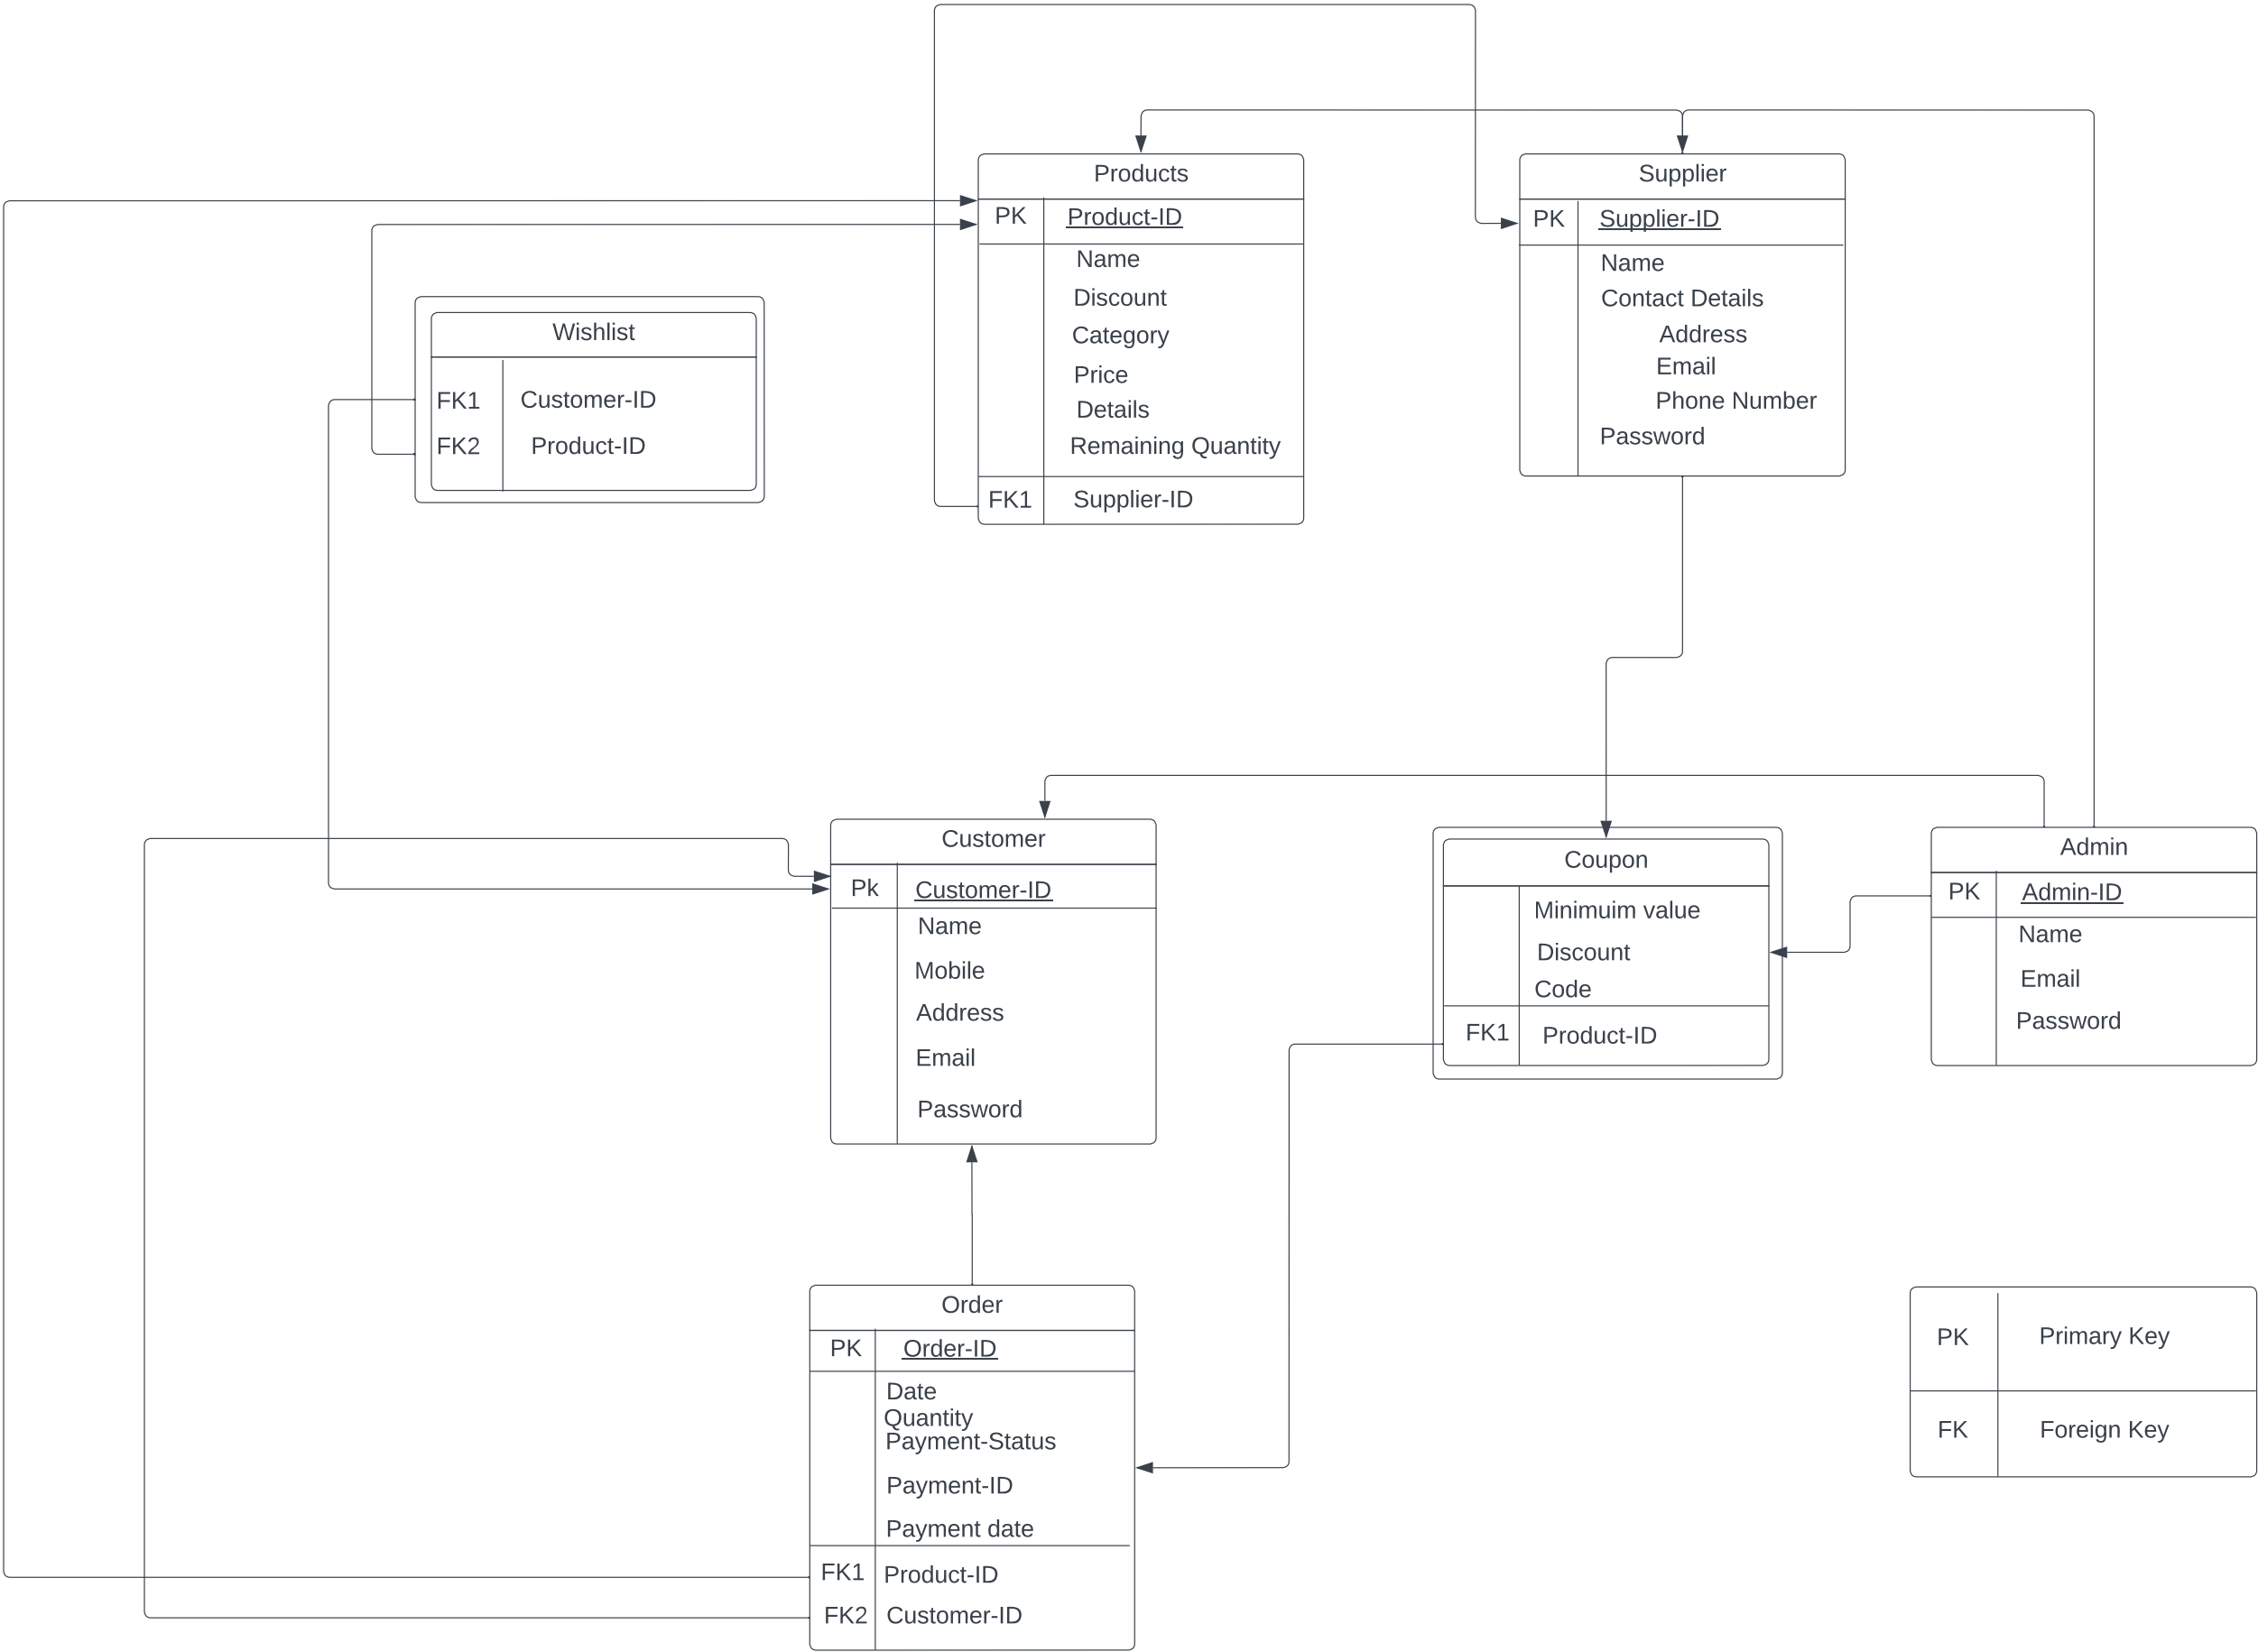 Products
PK Product-ID
Name
Discount
Category
Price
Details
Remaining Quantity
FK1 Supplier-ID
Supplier
PK Supplier-ID
Name
Contact Details
Address
Email
Phone Number
Password
Wishlist
FK1 Customer-ID
FK2 Product-ID
Customer
Pk Customer-ID
Name
Mobile
Address
Email
Password
Coupon
Minimuim value
Discount
Code
FK1 Product-ID
Admin
PK Admin-ID
Name
Email
Password
Order
PK Order-ID
Date
Quantity
Payment-Status
Payment-ID
Payment date
FK1 Product-ID
FK2 Customer-ID
PK Primary Key
FK Foreign Key